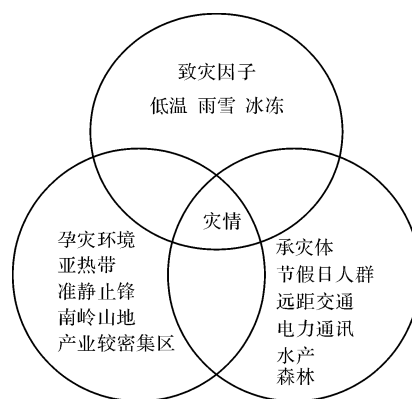 致灾因子
低温 雨雪 冰冻
灾情
孕灾环境
亚热带
准静止锋
南岭山地
产业较密集区
承灾体
节假日人群
远距交通
电力通讯
水产
森林